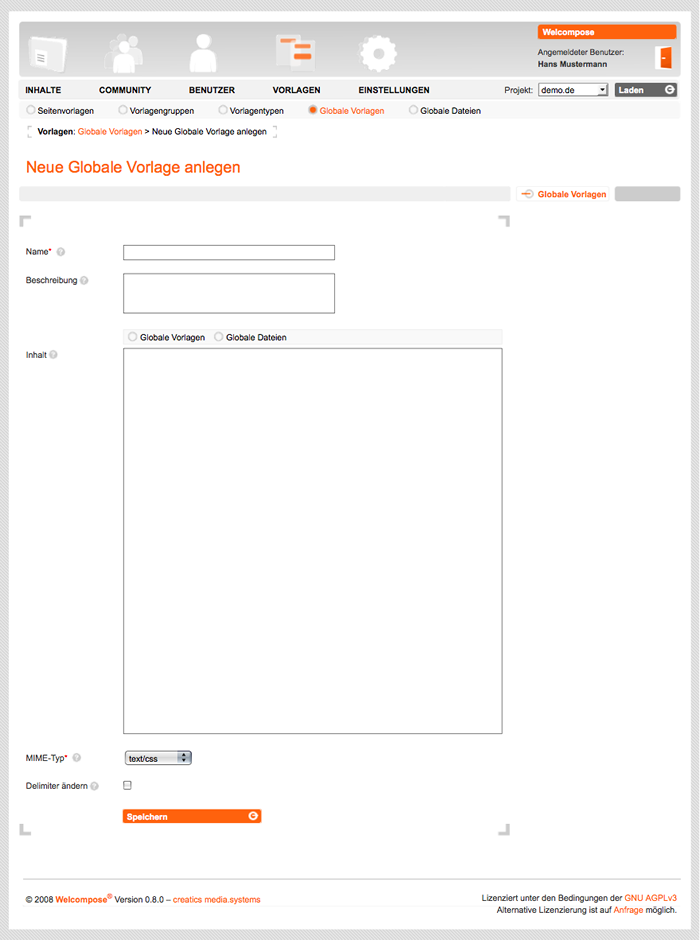 Welcompose
Angemeldeter Benutzer:
Hans Mustermann
INHALTE COMMUNITY BENUTZER VORLAGEN EINSTELLUNGEN Projekt: demo.de Laden
Seitenvorlagen Vorlagengruppen Vorlagentypen Globale Vorlagen Globale Dateien
Vorlagen: Globale Vorlagen > Neue Globale Vorlage anlegen
Neue Globale Vorlage anlegen
Globale Vorlagen
Name* ?
Beschreibung ?
Globale Vorlagen Globale Dateien
Inhalt ?
MIME-Typ* ? text/css
Delimiter ändern ?
Speichern
© 2008 Welcompose® Version 0.8.0 – creatics media.systems
Lizenziert unter den Bedingungen der GNU AGPLv3
Alternative Lizenzierung ist auf Anfrage möglich.